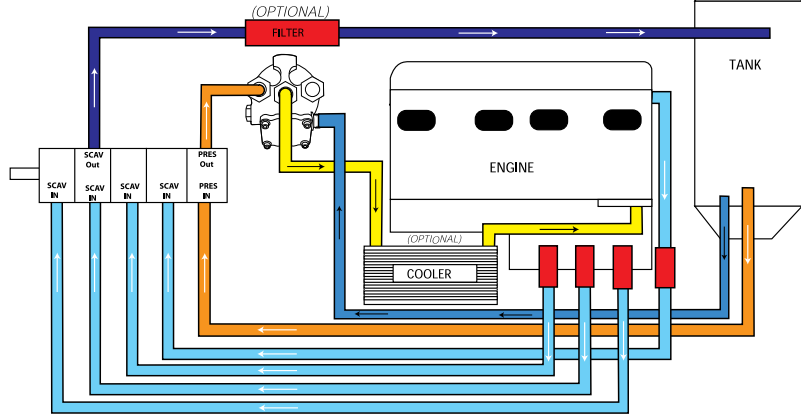 (OPTIONAL)
FILTER
TANK
SCAV
Out
PRES
Out
ENGINE
SCAV
IN
SCAV
IN
SCAV
IN
SCAV
IN
PRES
IN
(OPTIONAL)
COOLER